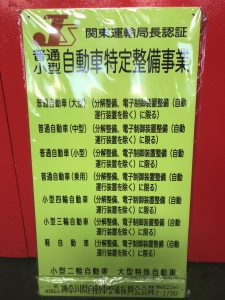 関東運輸局長認証
普通
小型 自動車特定整備事業
普通自動車(大型) (分解整備、電子制御装置整備(自動
運行装置を除く)に限る)
普通自動車(中型) (分解整備、電子制御装置整備(自動
運行装置を除く)に限る)
普通自動車(小型) (分解整備、電子制御装置整備(自動
運行装置を除く)に限る)
普通自動車(乗用) (分解整備、電子制御装置整備(自動
運行装置を除く)に限る)
小型四輪自動車 (分解整備、電子制御装置整備(自動
運行装置を除く)に限る)
小型三輪自動車 (分解整備、電子制御装置整備(自動
運行装置を除く)に限る)
軽自動車 (分解整備、電子制御装置整備(自動
運行装置を除く)に限る)
小型二輪自動車 大型特殊自動車